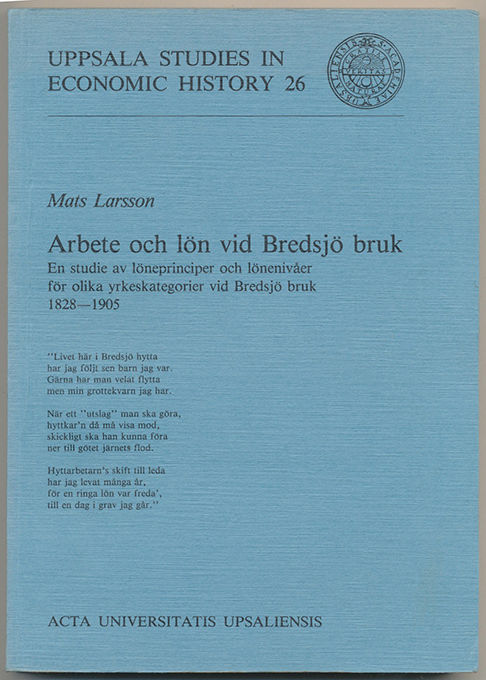 UPPSALA STUDIES IN
ECONOMIC HISTORY 26
Mats Larsson
Arbete och lön vid Bredsjö bruk
En studie av löneprinciper och lönenivåer
för olika yrkeskategorier vid Bredsjö bruk
1828—1905
"Livet här i Bredsjö hytta
har jag följt sen barn jag var.
Gärna har man velat flytta
men min grottekvarn jag har.
När ett "utslag" man ska göra,
hyttkar'n då må visa mod,
skickligt ska han kunna föra
ner till götet järnets flod.
Hyttarbetarn's skift till leda
har jag levat många år,
för en ringa lön var freda',
till en dag i grav jag går."
ACTA UNIVERSITATIS UPSALIENSIS